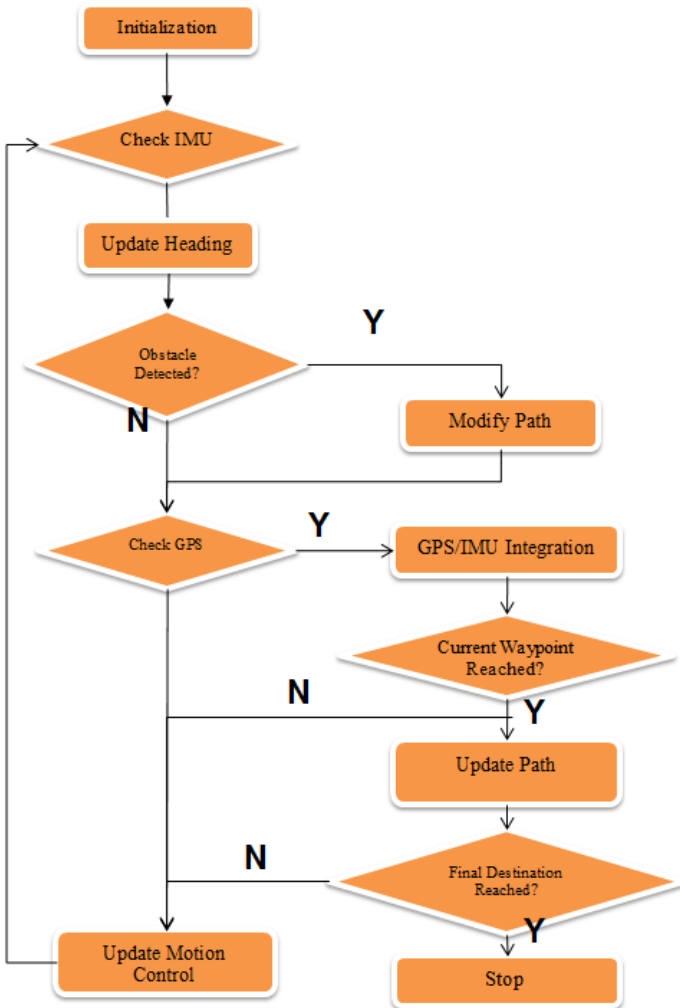 Initialization
Check IMU
Update Heading
Y
Obstacle
Detected?
N
Modify Path
Y
Check GPS
GPS/IMU Integration
Current Waypoint
Reached?
N
Y
Update Path
N
Final Destination
Reached?
Y
Update Motion
Control
Stop